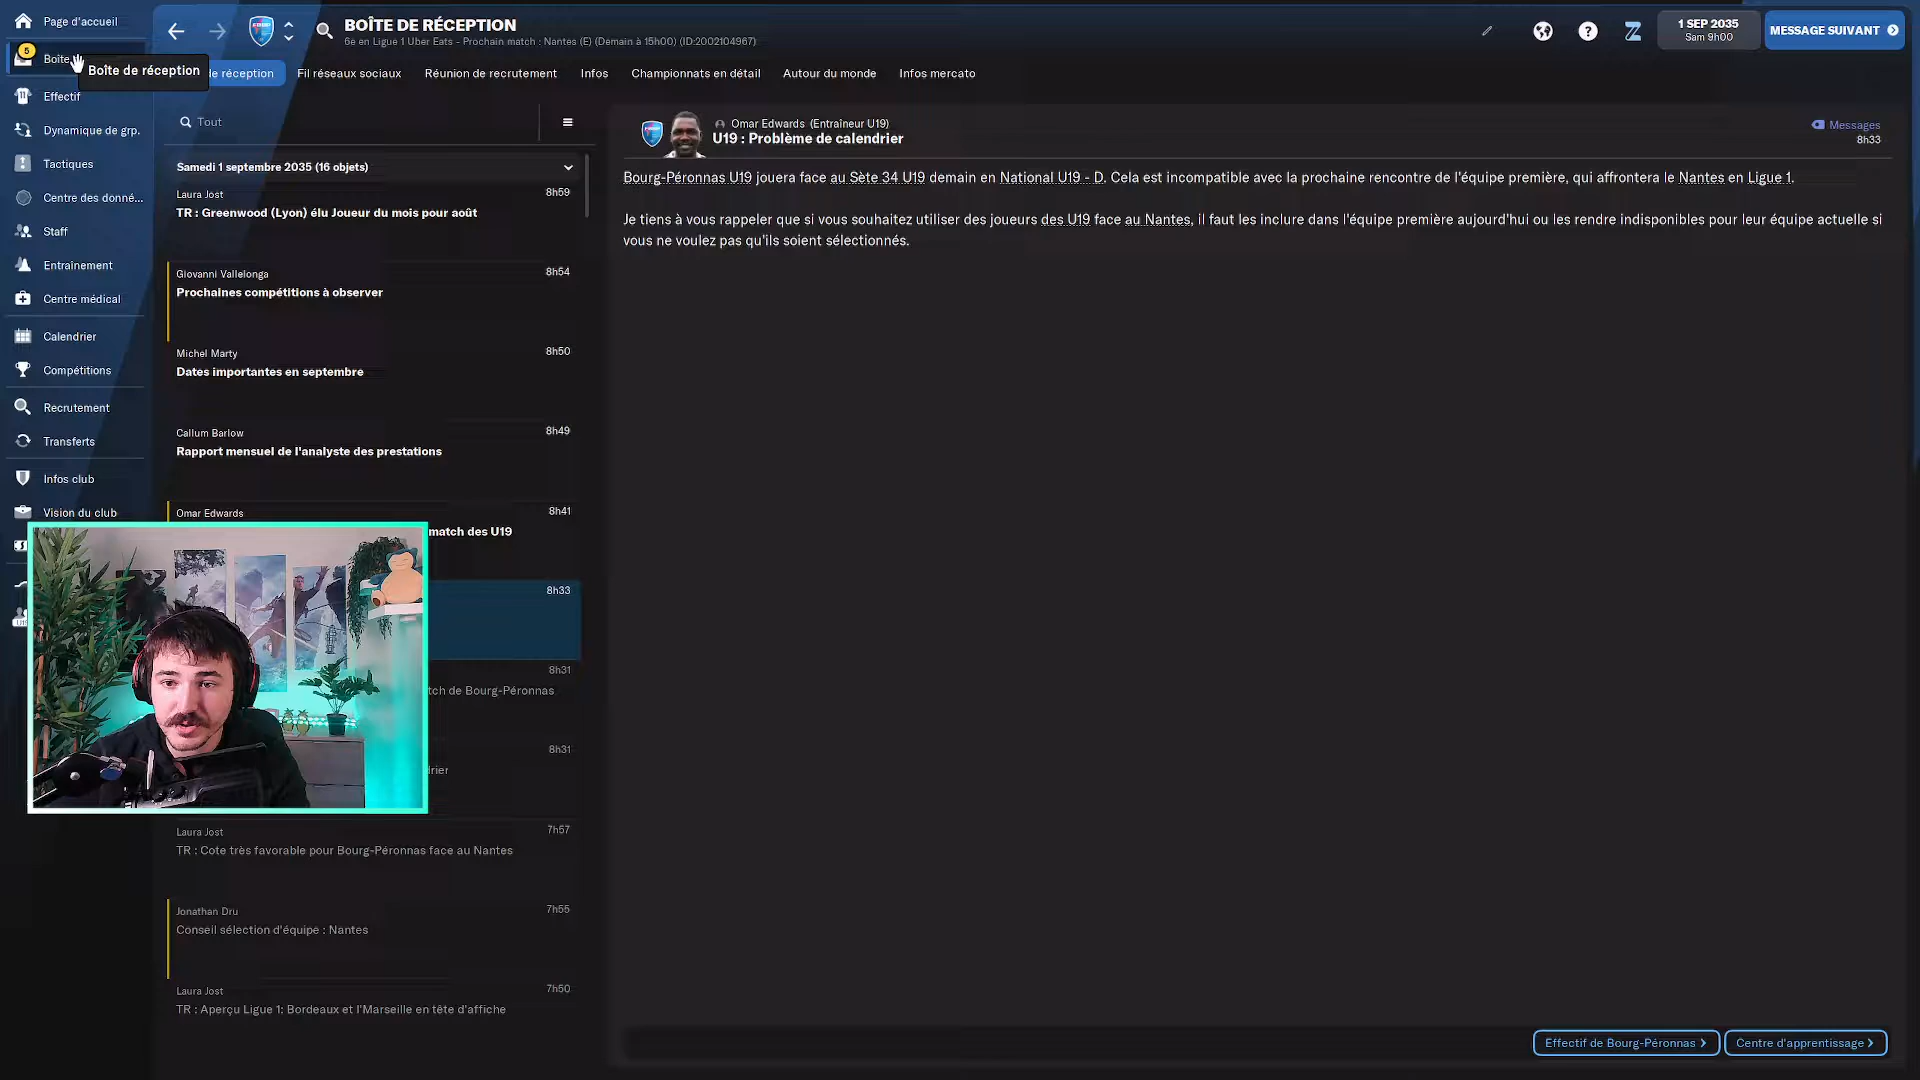 Page d'accueil
BOÎTE DE RÉCEPTION
6e en Ligue 1 Uber Eats - Prochain match : Nantes (E) (Demain à 15h00) (ID:2002104967)
1 SEP 2035
Sam 9h00
MESSAGE SUIVANT
5
Boîte
Boîte de réception
de réception
Fil réseaux sociaux
Réunion de recrutement
Infos
Championnats en détail
Autour du monde
Infos mercato
Effectif
Dynamique de grp.
Tactiques
Centre des donné...
Staff
Entraînement
Centre médical
Calendrier
Compétitions
Recrutement
Transferts
Infos club
Vision du club
Tout
Samedi 1 septembre 2035 (16 objets)
Laura Jost
8h59
TR : Greenwood (Lyon) élu Joueur du mois pour août
Giovanni Vallelonga
8h54
Prochaines compétitions à observer
Michel Marty
8h50
Dates importantes en septembre
Callum Barlow
8h49
Rapport mensuel de l'analyste des prestations
Omar Edwards
8h41
match des U19
8h33
8h31
tch de Bourg-Péronnas
8h31
drier
Laura Jost
7h57
TR : Cote très favorable pour Bourg-Péronnas face au Nantes
Jonathan Dru
7h55
Conseil sélection d'équipe : Nantes
Laura Jost
7h50
TR : Aperçu Ligue 1: Bordeaux et l'Marseille en tête d'affiche
Omar Edwards (Entraîneur U19)
U19 : Problème de calendrier
Messages
8h33
Bourg-Péronnas U19 jouera face au Sète 34 U19 demain en National U19 - D. Cela est incompatible avec la prochaine rencontre de l'équipe première, qui affrontera le Nantes en Ligue 1.
Je tiens à vous rappeler que si vous souhaitez utiliser des joueurs des U19 face au Nantes, il faut les inclure dans l'équipe première aujourd'hui ou les rendre indisponibles pour leur équipe actuelle si
vous ne voulez pas qu'ils soient sélectionnés.
Effectif de Bourg-Péronnas
Centre d'apprentissage